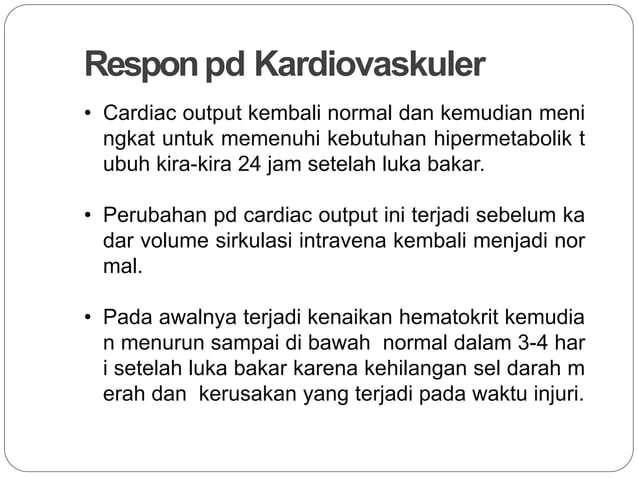 Respon pd Kardiovaskuler
• Cardiac output kembali normal dan kemudian meni
ngkat untuk memenuhi kebutuhan hipermetabolik t
ubuh kira-kira 24 jam setelah luka bakar.
• Perubahan pd cardiac output ini terjadi sebelum ka
dar volume sirkulasi intravena kembali menjadi nor
mal.
• Pada awalnya terjadi kenaikan hematokrit kemudia
n menurun sampai di bawah  normal dalam 3-4 har
i setelah luka bakar karena kehilangan sel darah m
erah dan  kerusakan yang terjadi pada waktu injuri.